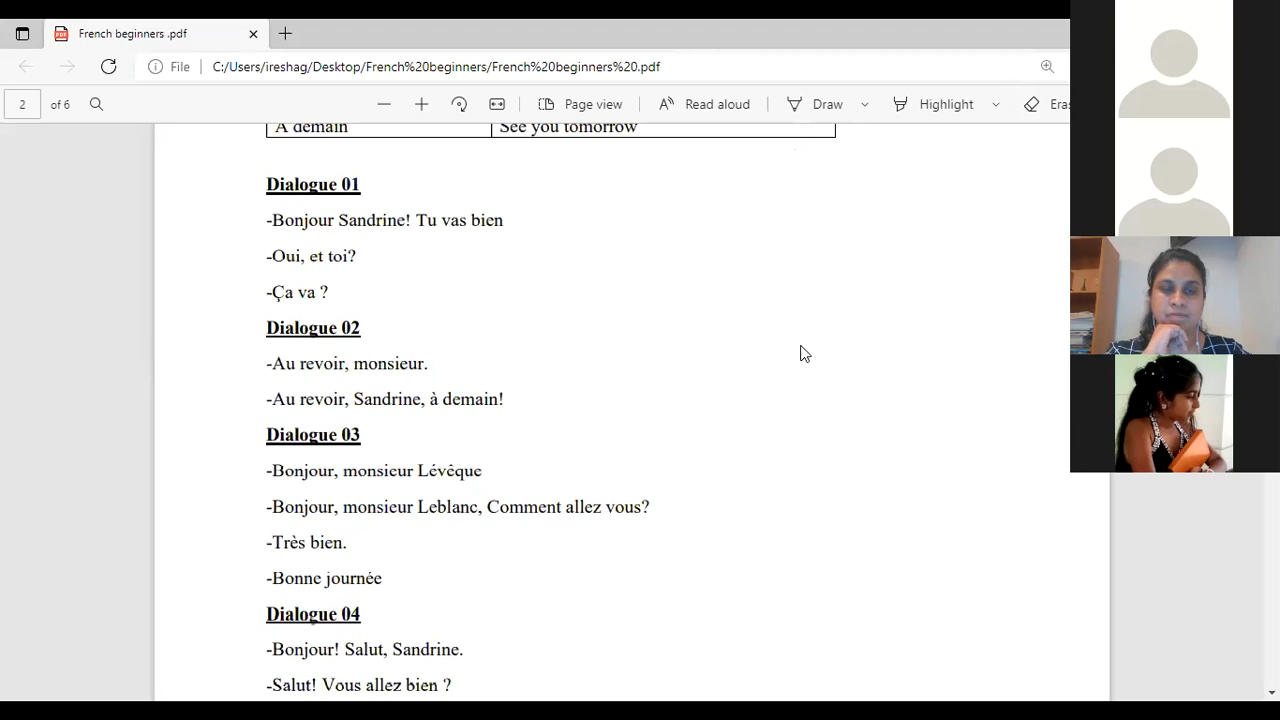 French beginners .pdf
File C:/Users/ireshag/Desktop/French%20beginners/French%20beginners%20.pdf
2 of 6 Page view Read aloud Draw Highlight Eras
À demain See you tomorrow
Dialogue 01
-Bonjour Sandrine! Tu vas bien
-Oui, et toi?
-Ça va ?
Dialogue 02
-Au revoir, monsieur.
-Au revoir, Sandrine, à demain!
Dialogue 03
-Bonjour, monsieur Lévêque
-Bonjour, monsieur Leblanc, Comment allez vous?
-Très bien.
-Bonne journée
Dialogue 04
-Bonjour! Salut, Sandrine.
-Salut! Vous allez bien ?